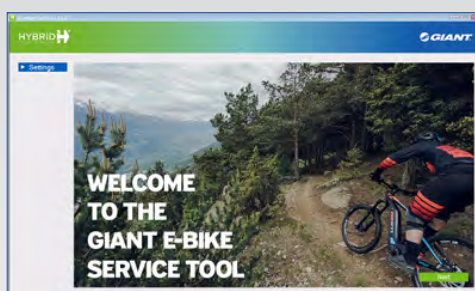 HYBRID
GIANT
Settings
WELCOME
TO THE
GIANT E-BIKE
SERVICE TOOL
Next